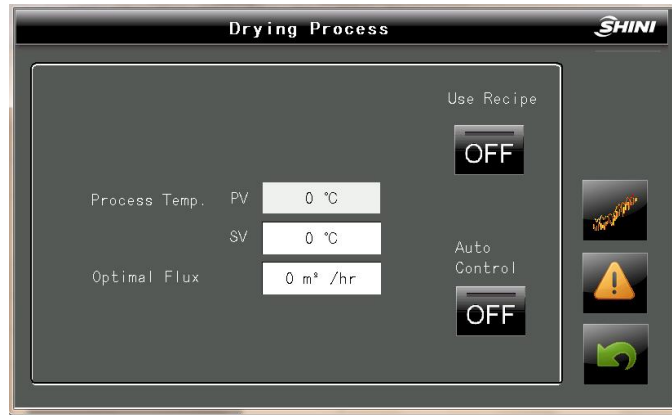 Drying Process
SHINI
Use Recipe
OFF
Process Temp. PV 0 ℃
SV 0 ℃
Auto
Control
Optimal Flux 0 m³ /hr
OFF